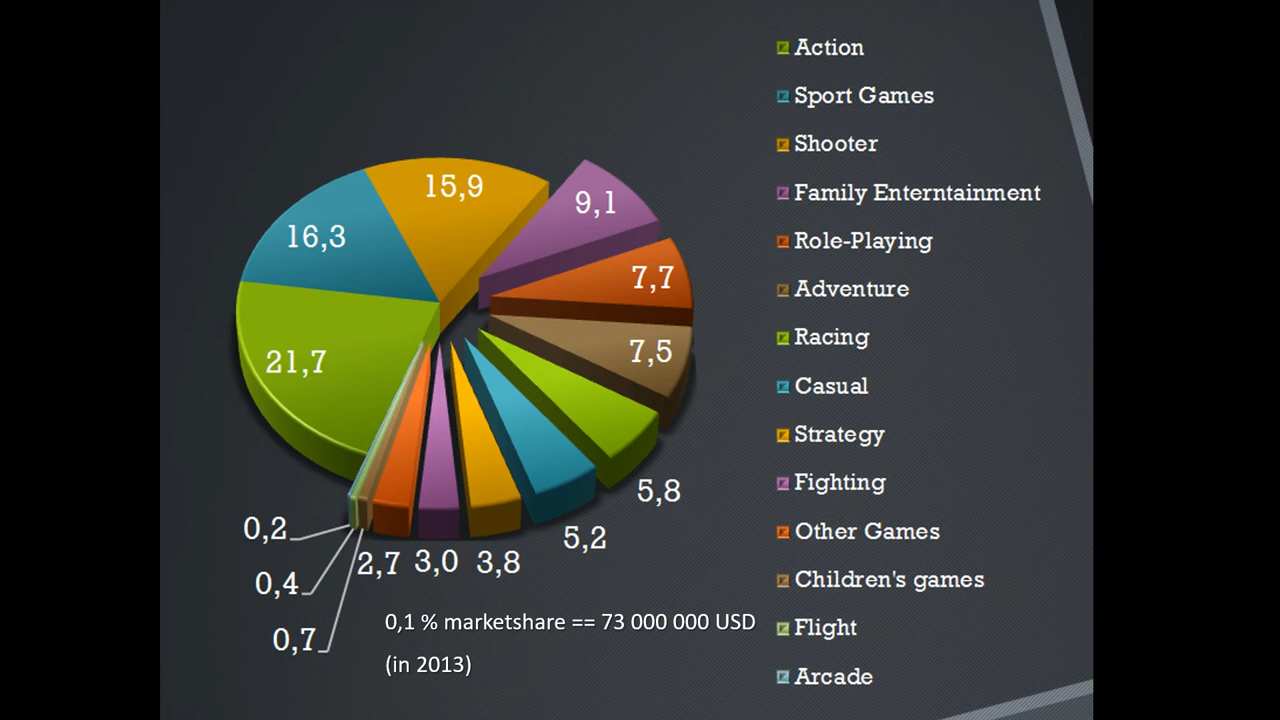 Action
Sport Games
Shooter
Family Enterntainment
Role-Playing
Adventure
Racing
Casual
Strategy
Fighting
Other Games
Children's games
Flight
Arcade
15,9
9,1
16,3
7,7
7,5
21,7
5,8
0,2
5,2
2,7
3,0
3,8
0,4
0,7
0,1 % marketshare == 73 000 000 USD
(in 2013)